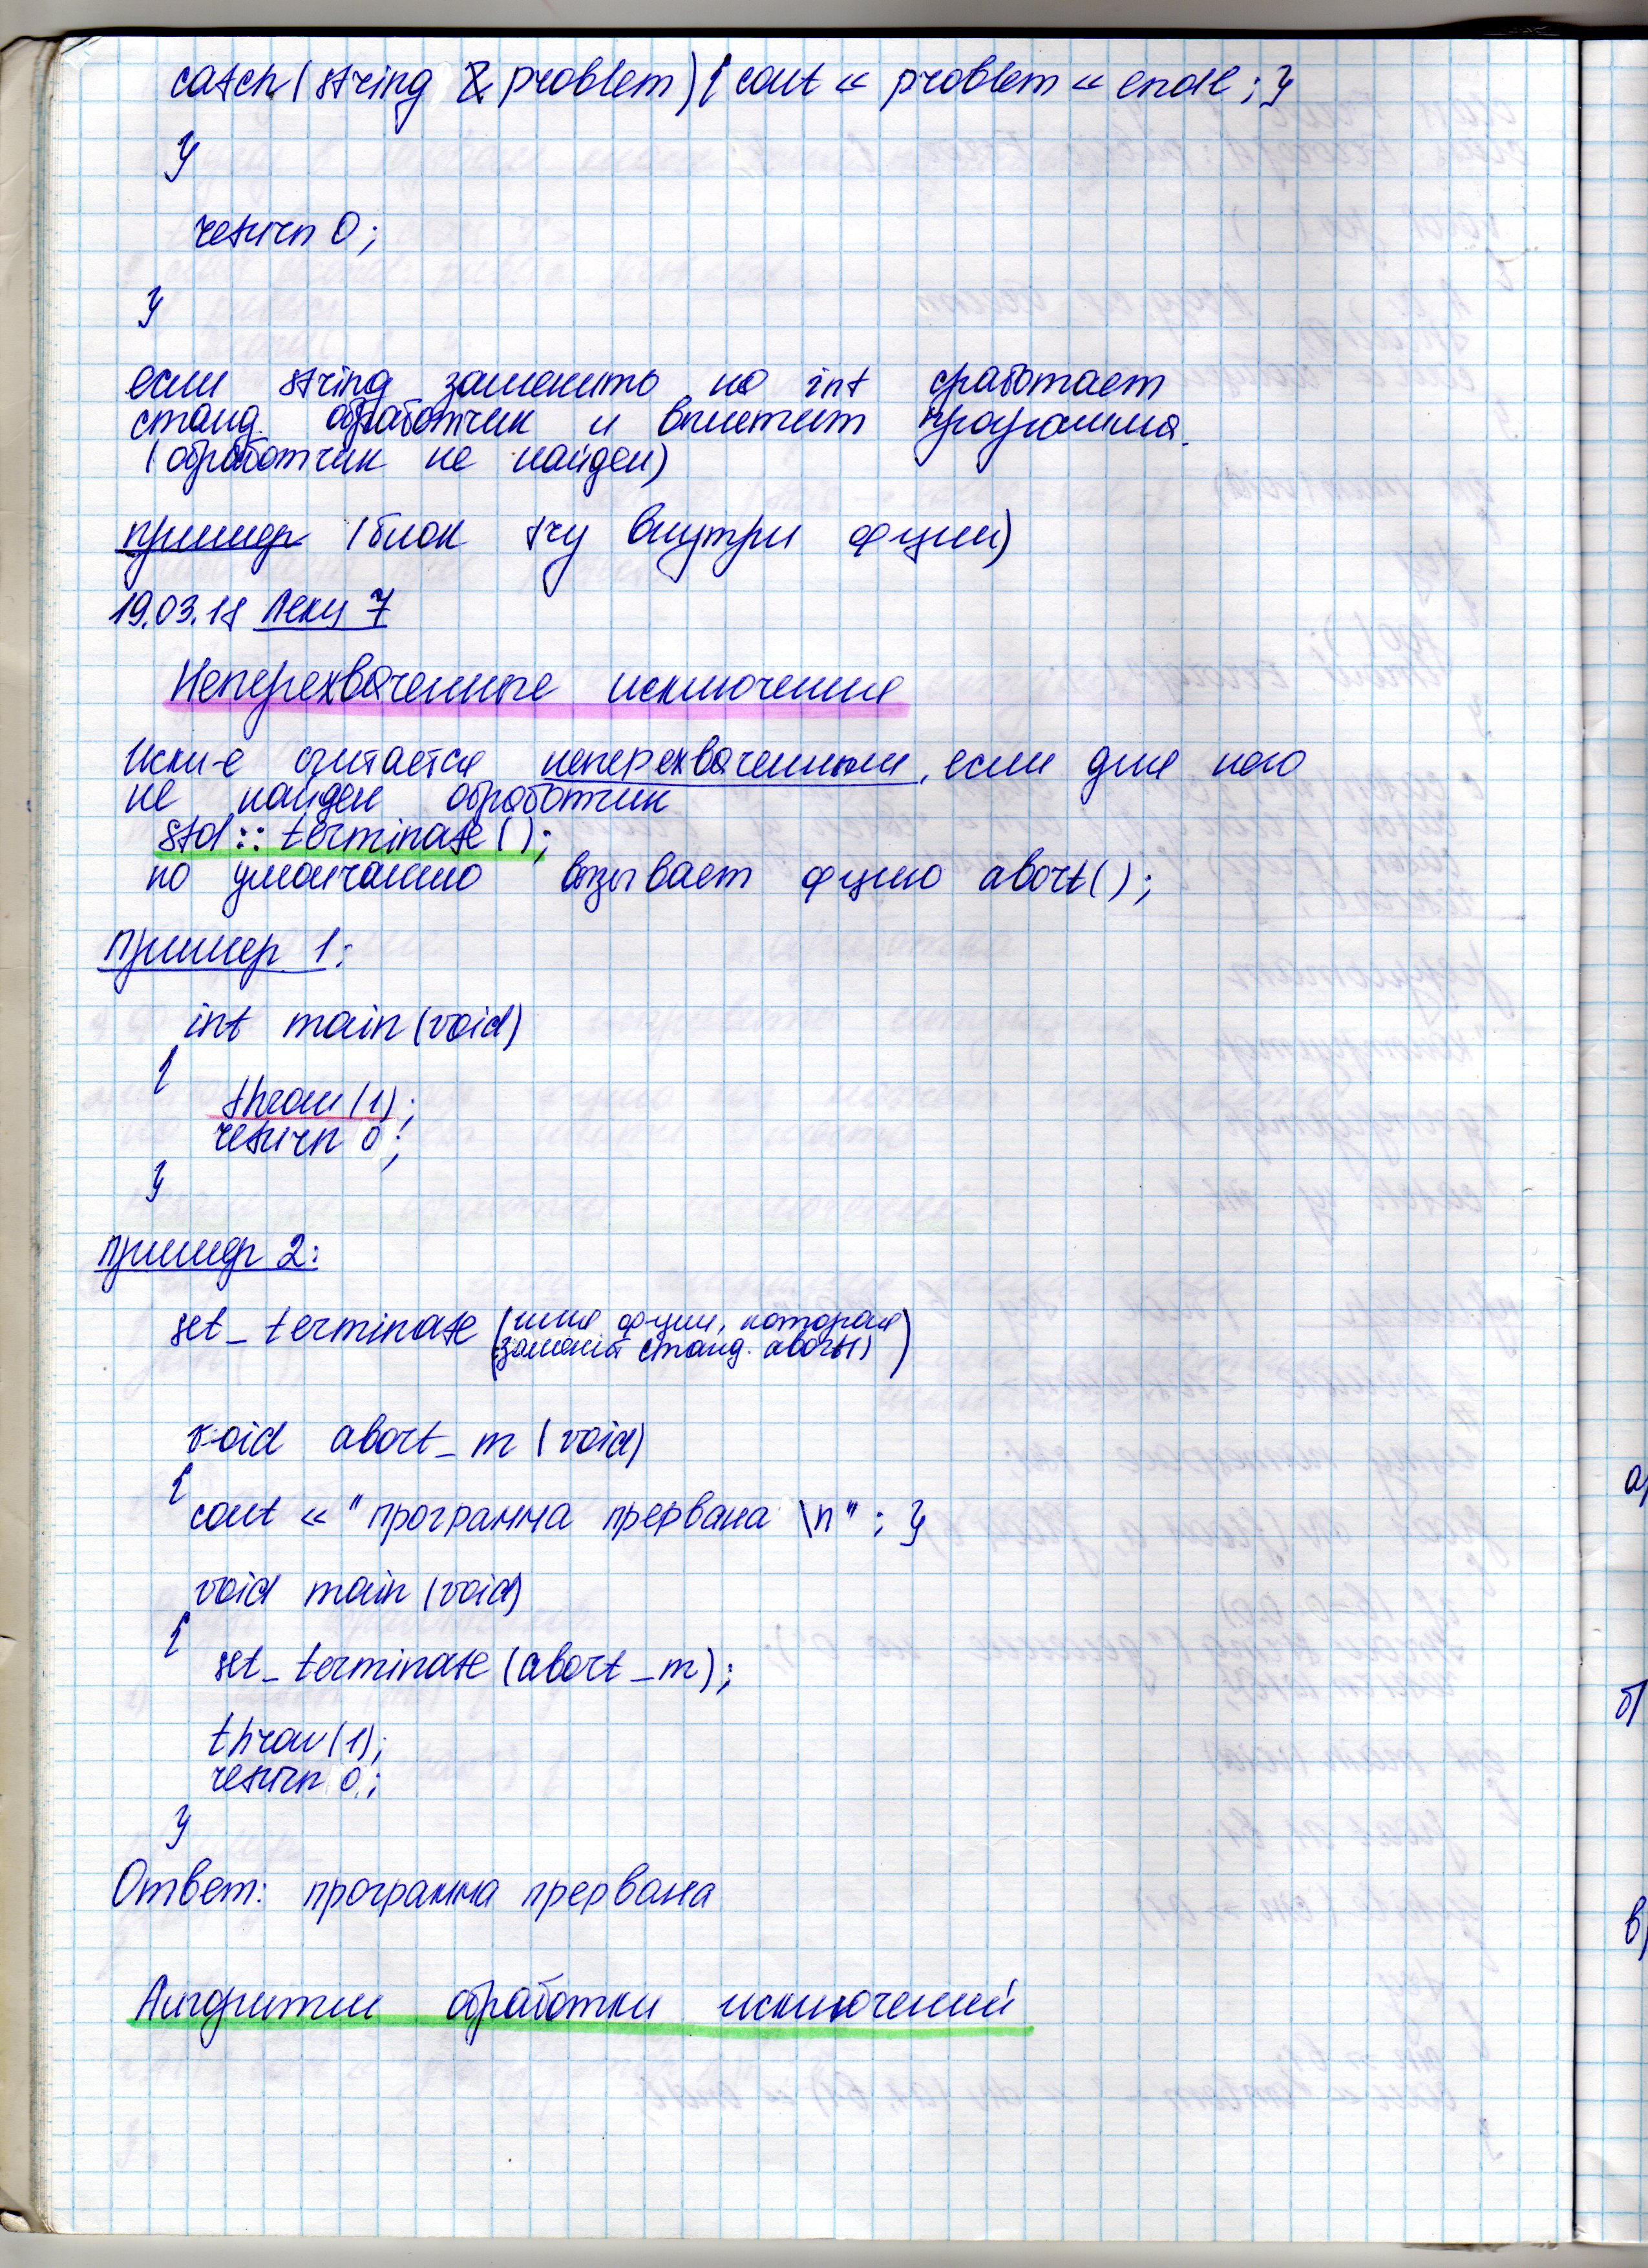 catch(string & problem){cout << problem << endl;}
}
return 0;
}
если string заменить на int сработает
станд. обработчик и вылетит программа.
(обработчик не найден)
пример (блок try внутри фции)
19.03.18 Лекц 7
Неперехваченные исключения
Искл-е считается неперехваченным, если для него
не найден обработчик
std::terminate();
по умолчанию вызывает фцию abort();
Пример 1:
int main(void)
{
throw(1);
return 0;
}
Пример 2:
set_terminate (имя фции, которая
заменит станд. abort)
void abort_m (void)
{
cout << "программа прервана \n"; }
void main(void)
{
set_terminate(abort_m);
throw(1);
return 0;
}
Ответ: программа прервана
Алгоритм обработки исключений
а)
б)
в)